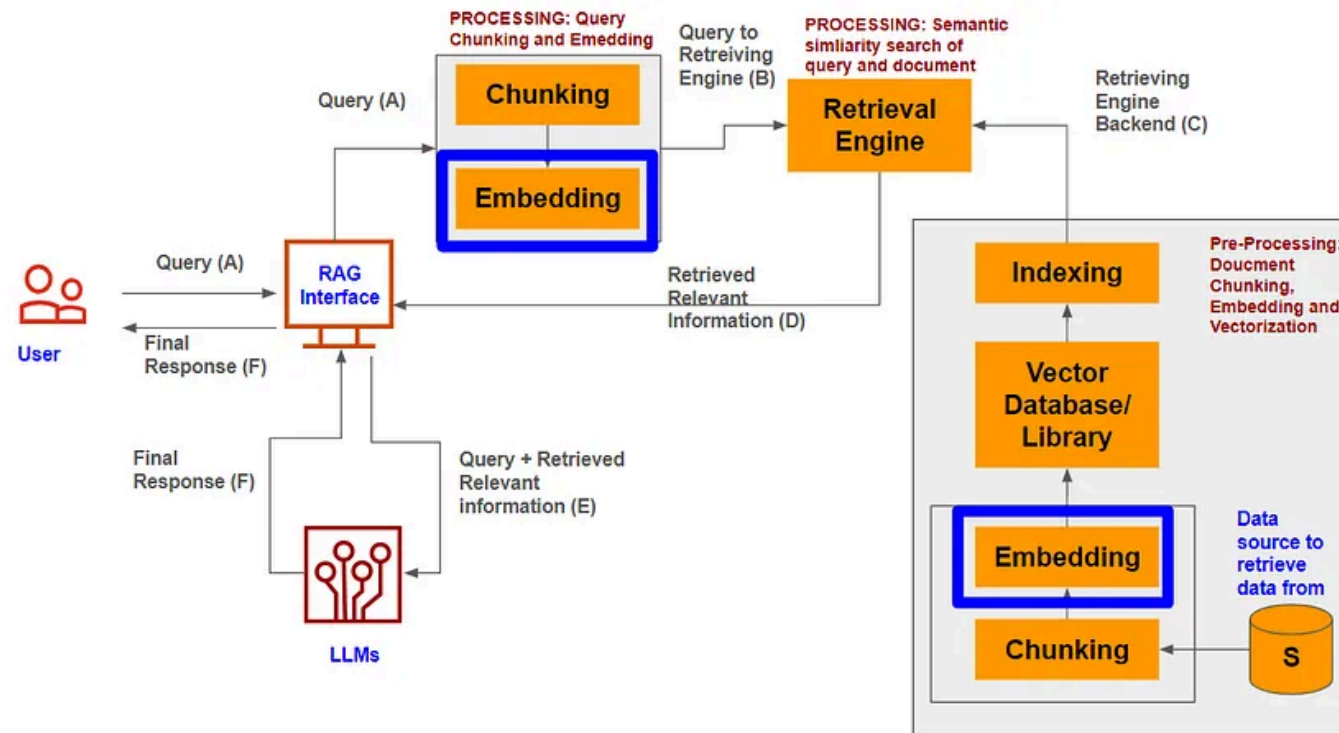 PROCESSING: Query
Chunking and Emedding
Query to
Retreiving
Engine (B)
PROCESSING: Semantic
simliarity search of
query and document
Retrieving
Engine
Backend (C)
Query (A)
Chunking
Embedding
Retrieval
Engine
Query (A)
RAG
Interface
User
Final
Response (F)
Retrieved
Relevant
Information (D)
Indexing
Pre-Processing:
Doucment
Chunking,
Embedding and
Vectorization
Vector
Database/
Library
Final
Response (F)
Query + Retrieved
Relevant
information (E)
LLMs
Embedding
Chunking
Data
source to
retrieve
data from
S